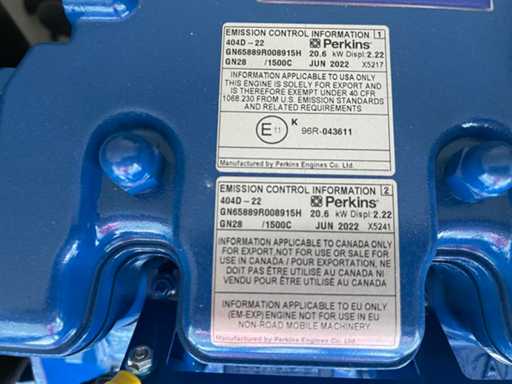 EMISSION CONTROL INFORMATION 1
404D-22 Perkins
GN65889R008915H 20.6 kW Displ: 2.22
GN28 /1500C JUN 2022 X5217
INFORMATION APPLICABLE TO USA ONLY
THIS ENGINE IS SOLELY FOR EXPORT AND
IS THEREFORE EXEMPT UNDER 40 CFR
1068.230 FROM U.S. EMISSION STANDARDS
AND RELATED REQUIREMENTS
E11 K 96R-043611
Manufactured by Perkins Engines Co. Ltd.
EMISSION CONTROL INFORMATION 2
404D-22 Perkins
GN65889R008915H 20.6 kW Displ: 2.22
GN28 /1500C JUN 2022 X5241
INFORMATION APPLICABLE TO CANADA ONLY
FOR EXPORT,NOT FOR USE OR SALE FOR
USE IN CANADA / POUR EXPORTATION, NE
DOIT PAS ÊTRE UTILISÉ AU CANADA NI
VENDU POUR ÊTRE UTILISÉ AU CANADA
INFORMATION APPLICABLE TO EU ONLY
(EM-EXP) ENGINE NOT FOR USE IN EU
NON-ROAD MOBILE MACHINERY
Manufactured by Perkins Engines Co. Ltd.